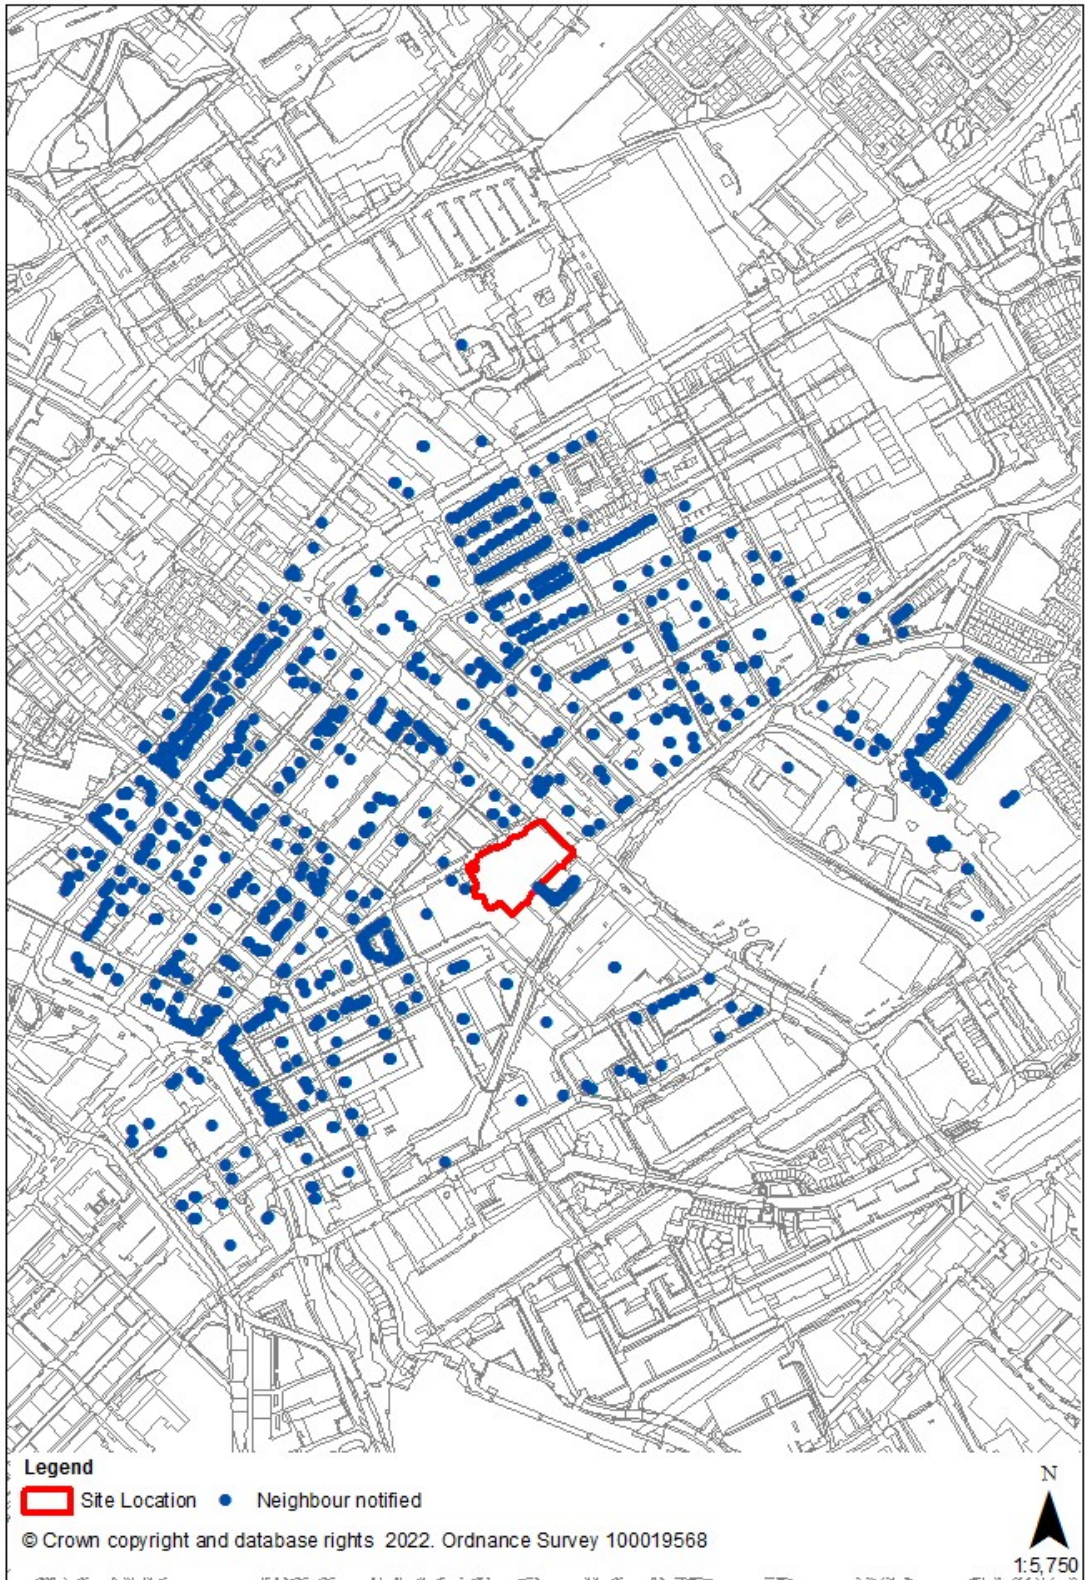 Legend
Site Location
Neighbour notified
© Crown copyright and database rights 2022. Ordnance Survey 100019568
N
1:5,750